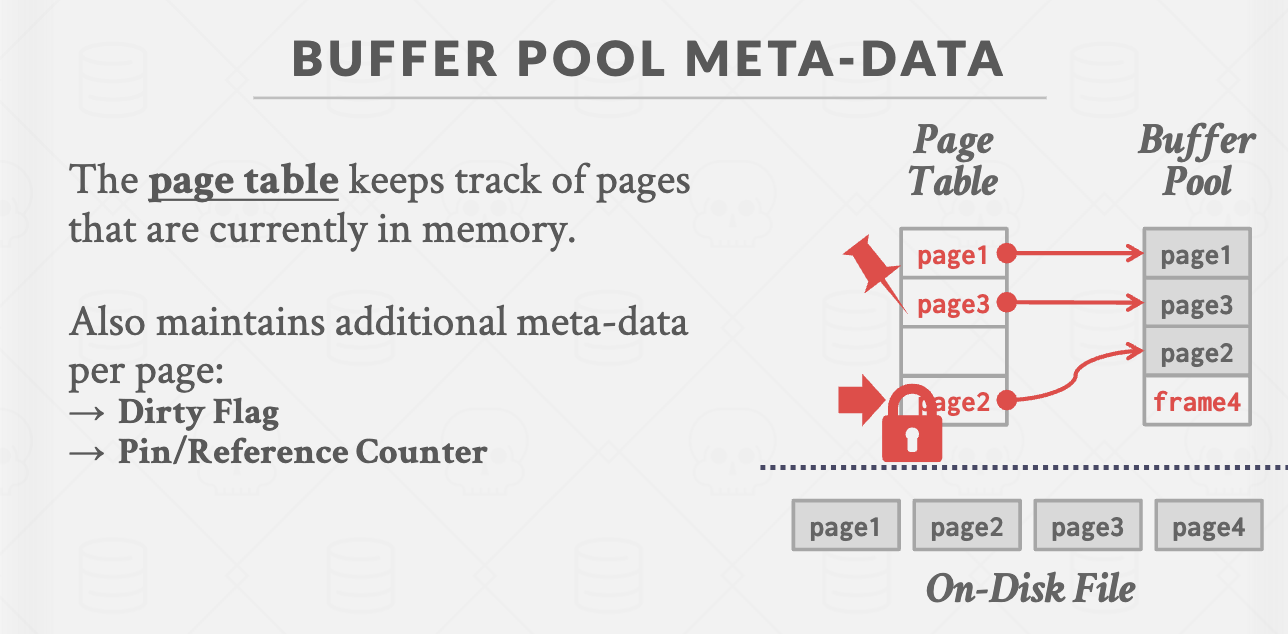 BUFFER POOL META-DATA
The page table keeps track of pages
that are currently in memory.
Also maintains additional meta-data
per page:
→ Dirty Flag
→ Pin/Reference Counter
Page
Table
page1
page3
page2
Buffer
Pool
page1
page3
page2
frame4
page1 page2 page3 page4
On-Disk File